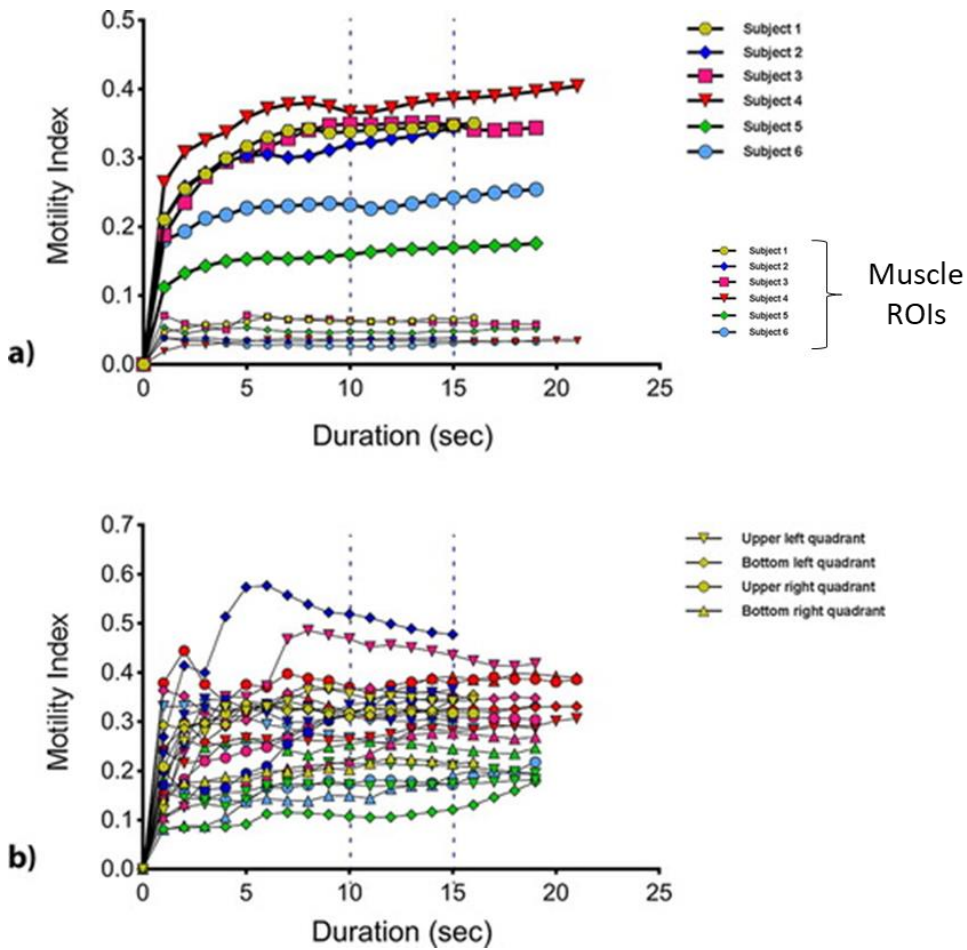 0.5
0.4
0.3
0.2
0.1
0.0
Motility Index
0 5 10 15 20 25
Duration (sec)
a)
Subject 1
Subject 2
Subject 3
Subject 4
Subject 5
Subject 6
Subject 1
Subject 2
Subject 3
Subject 4
Subject 5
Subject 6
Muscle
ROIs
0.7
0.6
0.5
0.4
0.3
0.2
0.1
0.0
Motility Index
0 5 10 15 20 25
Duration (sec)
b)
Upper left quadrant
Bottom left quadrant
Upper right quadrant
Bottom right quadrant